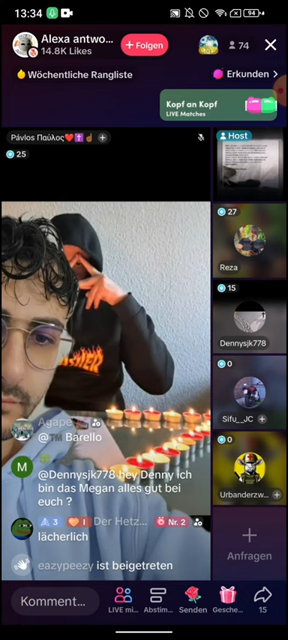 13:34
94
Alexa antwo...
14.8K Likes
+ Folgen
74
Wöchentliche Rangliste
Erkunden >
Kopf an Kopf
LIVE Matches
Pávlos Παύλος❤️✝️☝🏽
25
Host
27
Reza
15
Dennysjk778
0
Sifu__JC
0
Urbanderzw...
Agape
@ Barello
M
@Dennysjk778 hey Denny ich
bin das Megan alles gut bei
euch ?
3
I
Der Hetz...
Nr. 2
lächerlich
eazypeezy ist beigetreten
Anfragen
Komment...
LIVE mi...
Abstim...
Senden
Gesche...
15